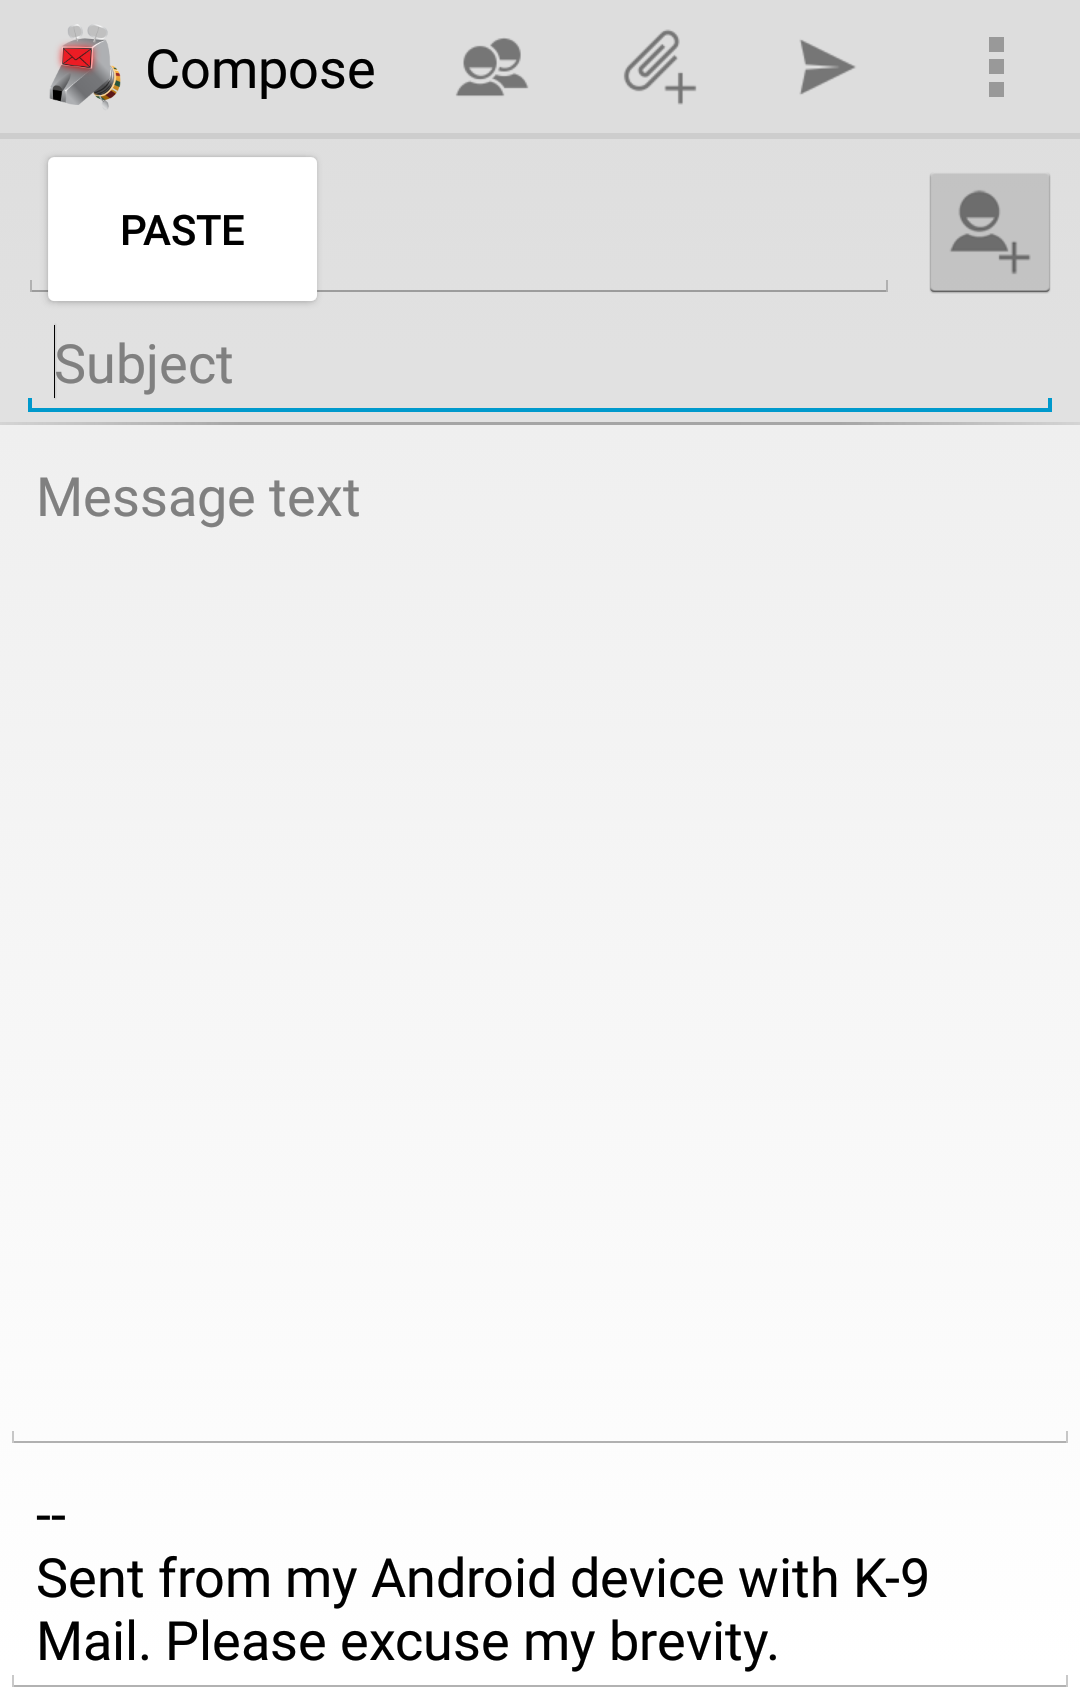 Compose
PASTE
Subject
Message text
--
Sent from my Android device with K-9
Mail. Please excuse my brevity.